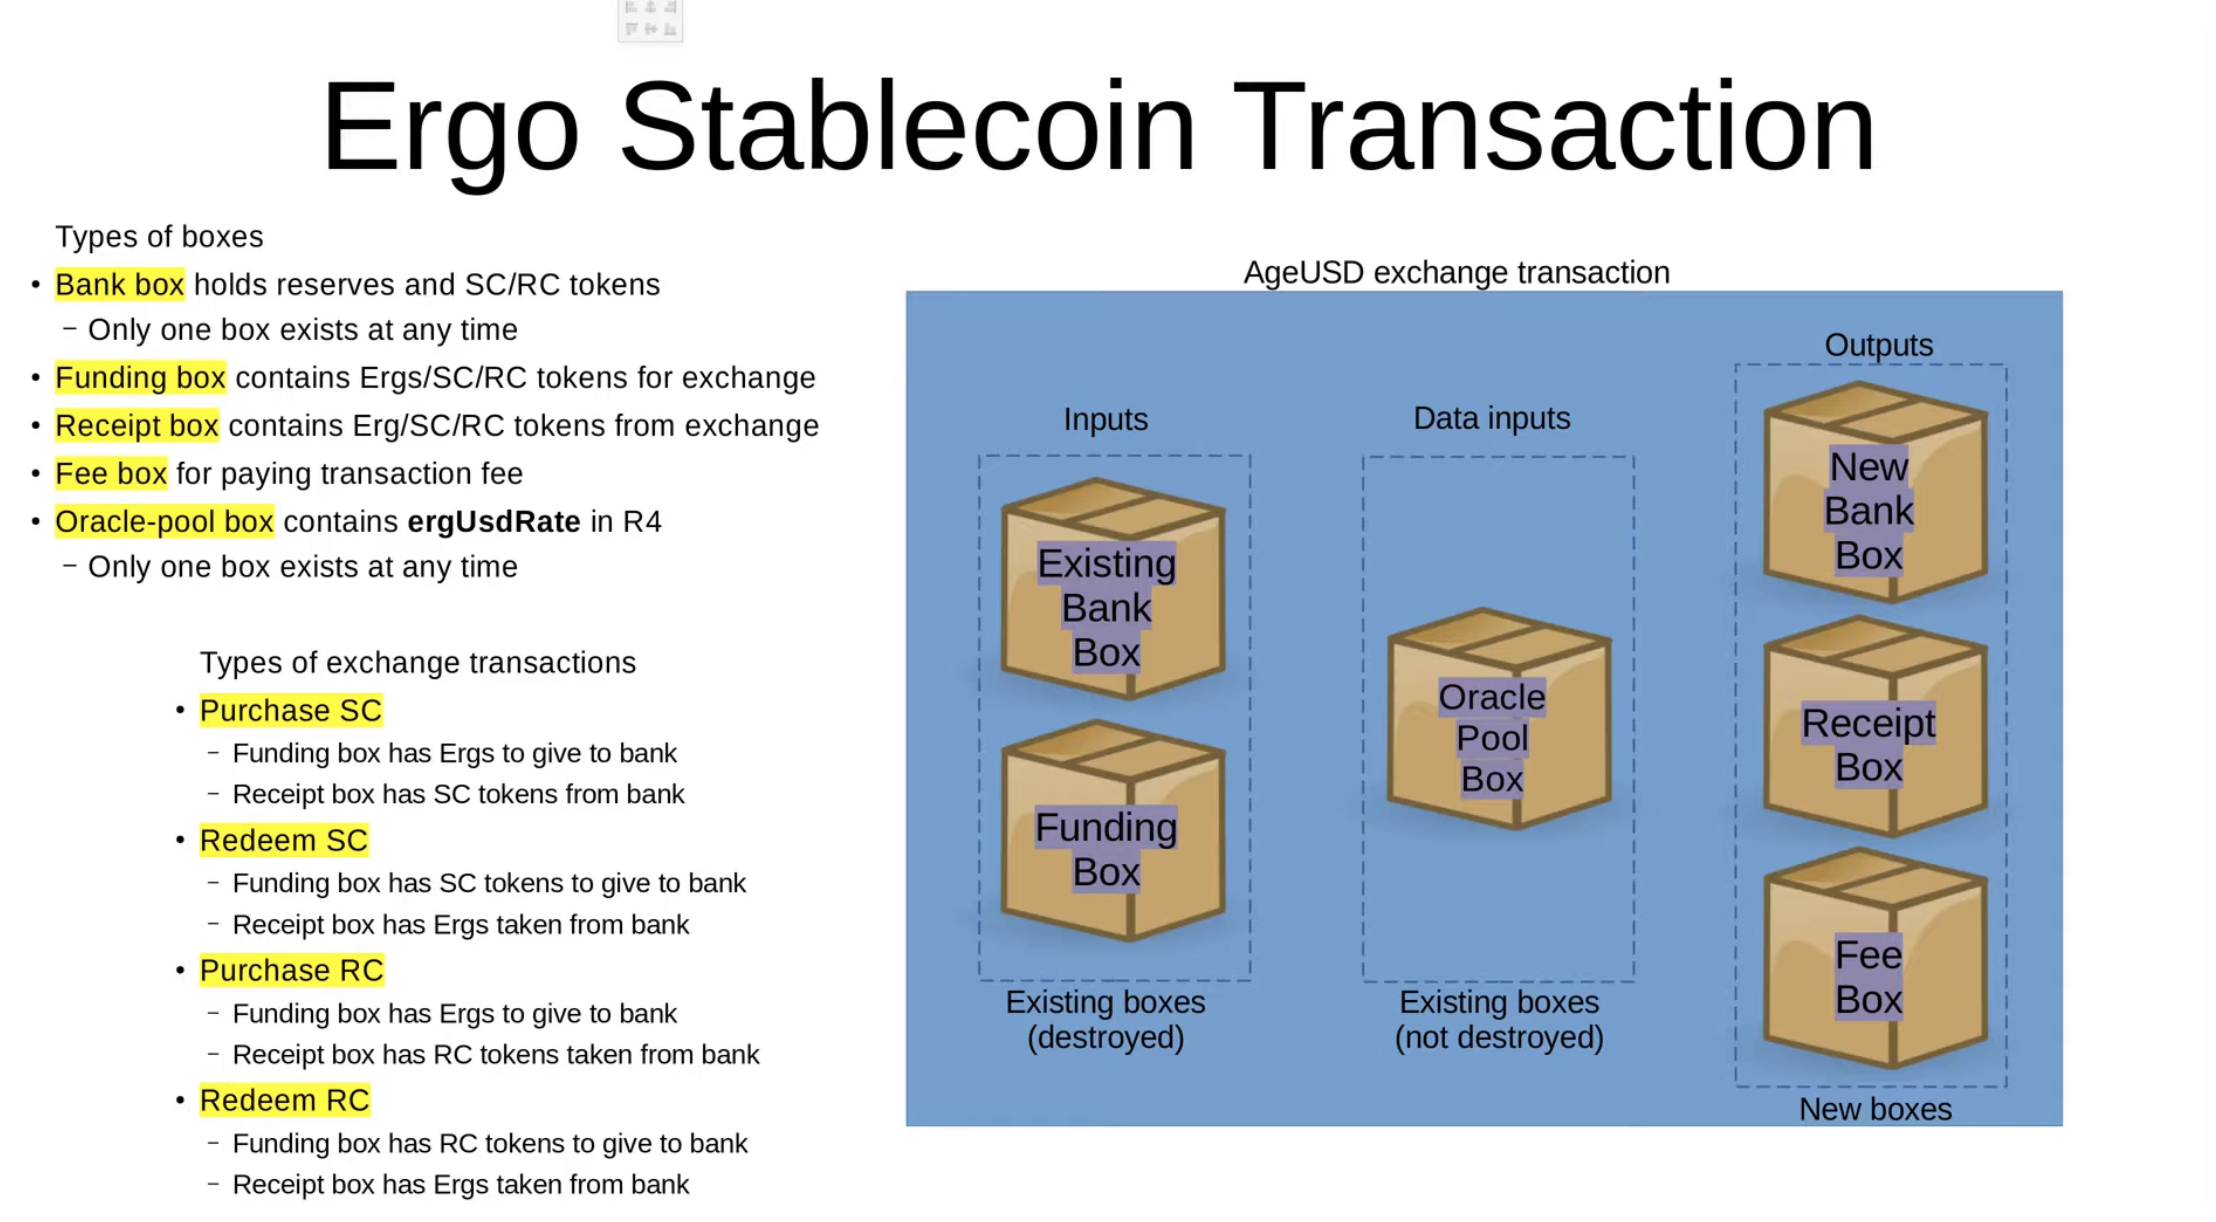 Ergo Stablecoin Transaction
Types of boxes
• Bank box holds reserves and SC/RC tokens
– Only one box exists at any time
• Funding box contains Ergs/SC/RC tokens for exchange
• Receipt box contains Erg/SC/RC tokens from exchange
• Fee box for paying transaction fee
• Oracle-pool box contains ergUsdRate in R4
– Only one box exists at any time
Types of exchange transactions
• Purchase SC
– Funding box has Ergs to give to bank
– Receipt box has SC tokens from bank
• Redeem SC
– Funding box has SC tokens to give to bank
– Receipt box has Ergs taken from bank
• Purchase RC
– Funding box has Ergs to give to bank
– Receipt box has RC tokens taken from bank
• Redeem RC
– Funding box has RC tokens to give to bank
– Receipt box has Ergs taken from bank
AgeUSD exchange transaction
Inputs
Existing
Bank
Box
Funding
Box
Existing boxes
(destroyed)
Data inputs
Oracle
Pool
Box
Existing boxes
(not destroyed)
Outputs
New
Bank
Box
Receipt
Box
Fee
Box
New boxes